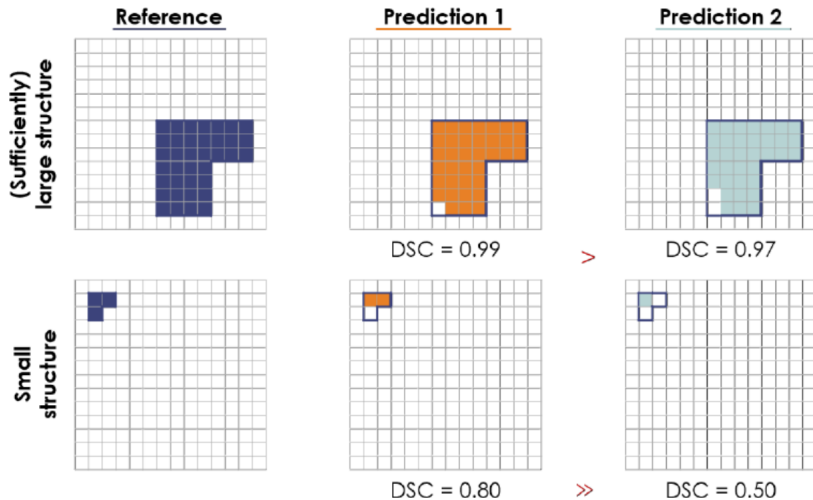 Reference Prediction 1 Prediction 2
(Sufficiently)
large structure
DSC = 0.99 > DSC = 0.97
Small
structure
DSC = 0.80 >> DSC = 0.50